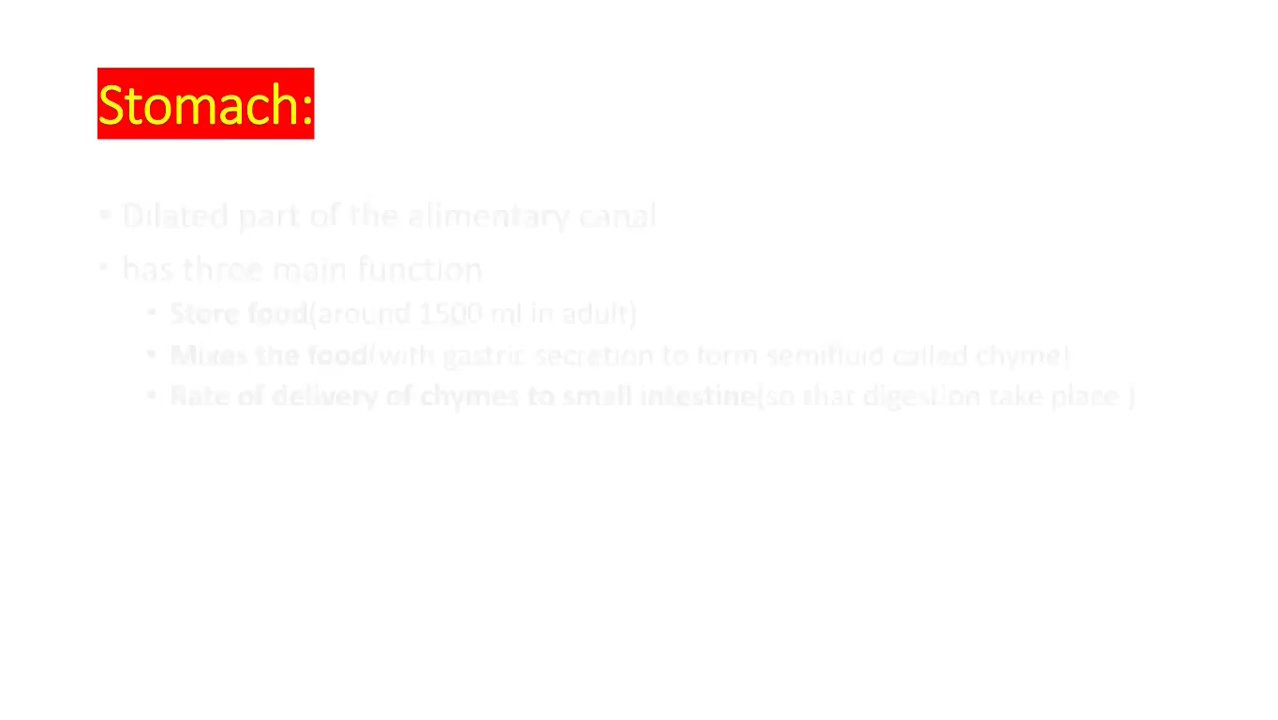 Stomach:
• Dilated part of the alimentary canal
• has three main function
• Store food(around 1500 ml in adult)
• Mixes the food(with gastric secretion to form semifluid called chyme)
• Rate of delivery of chymes to small intestine(so that digestion take place )